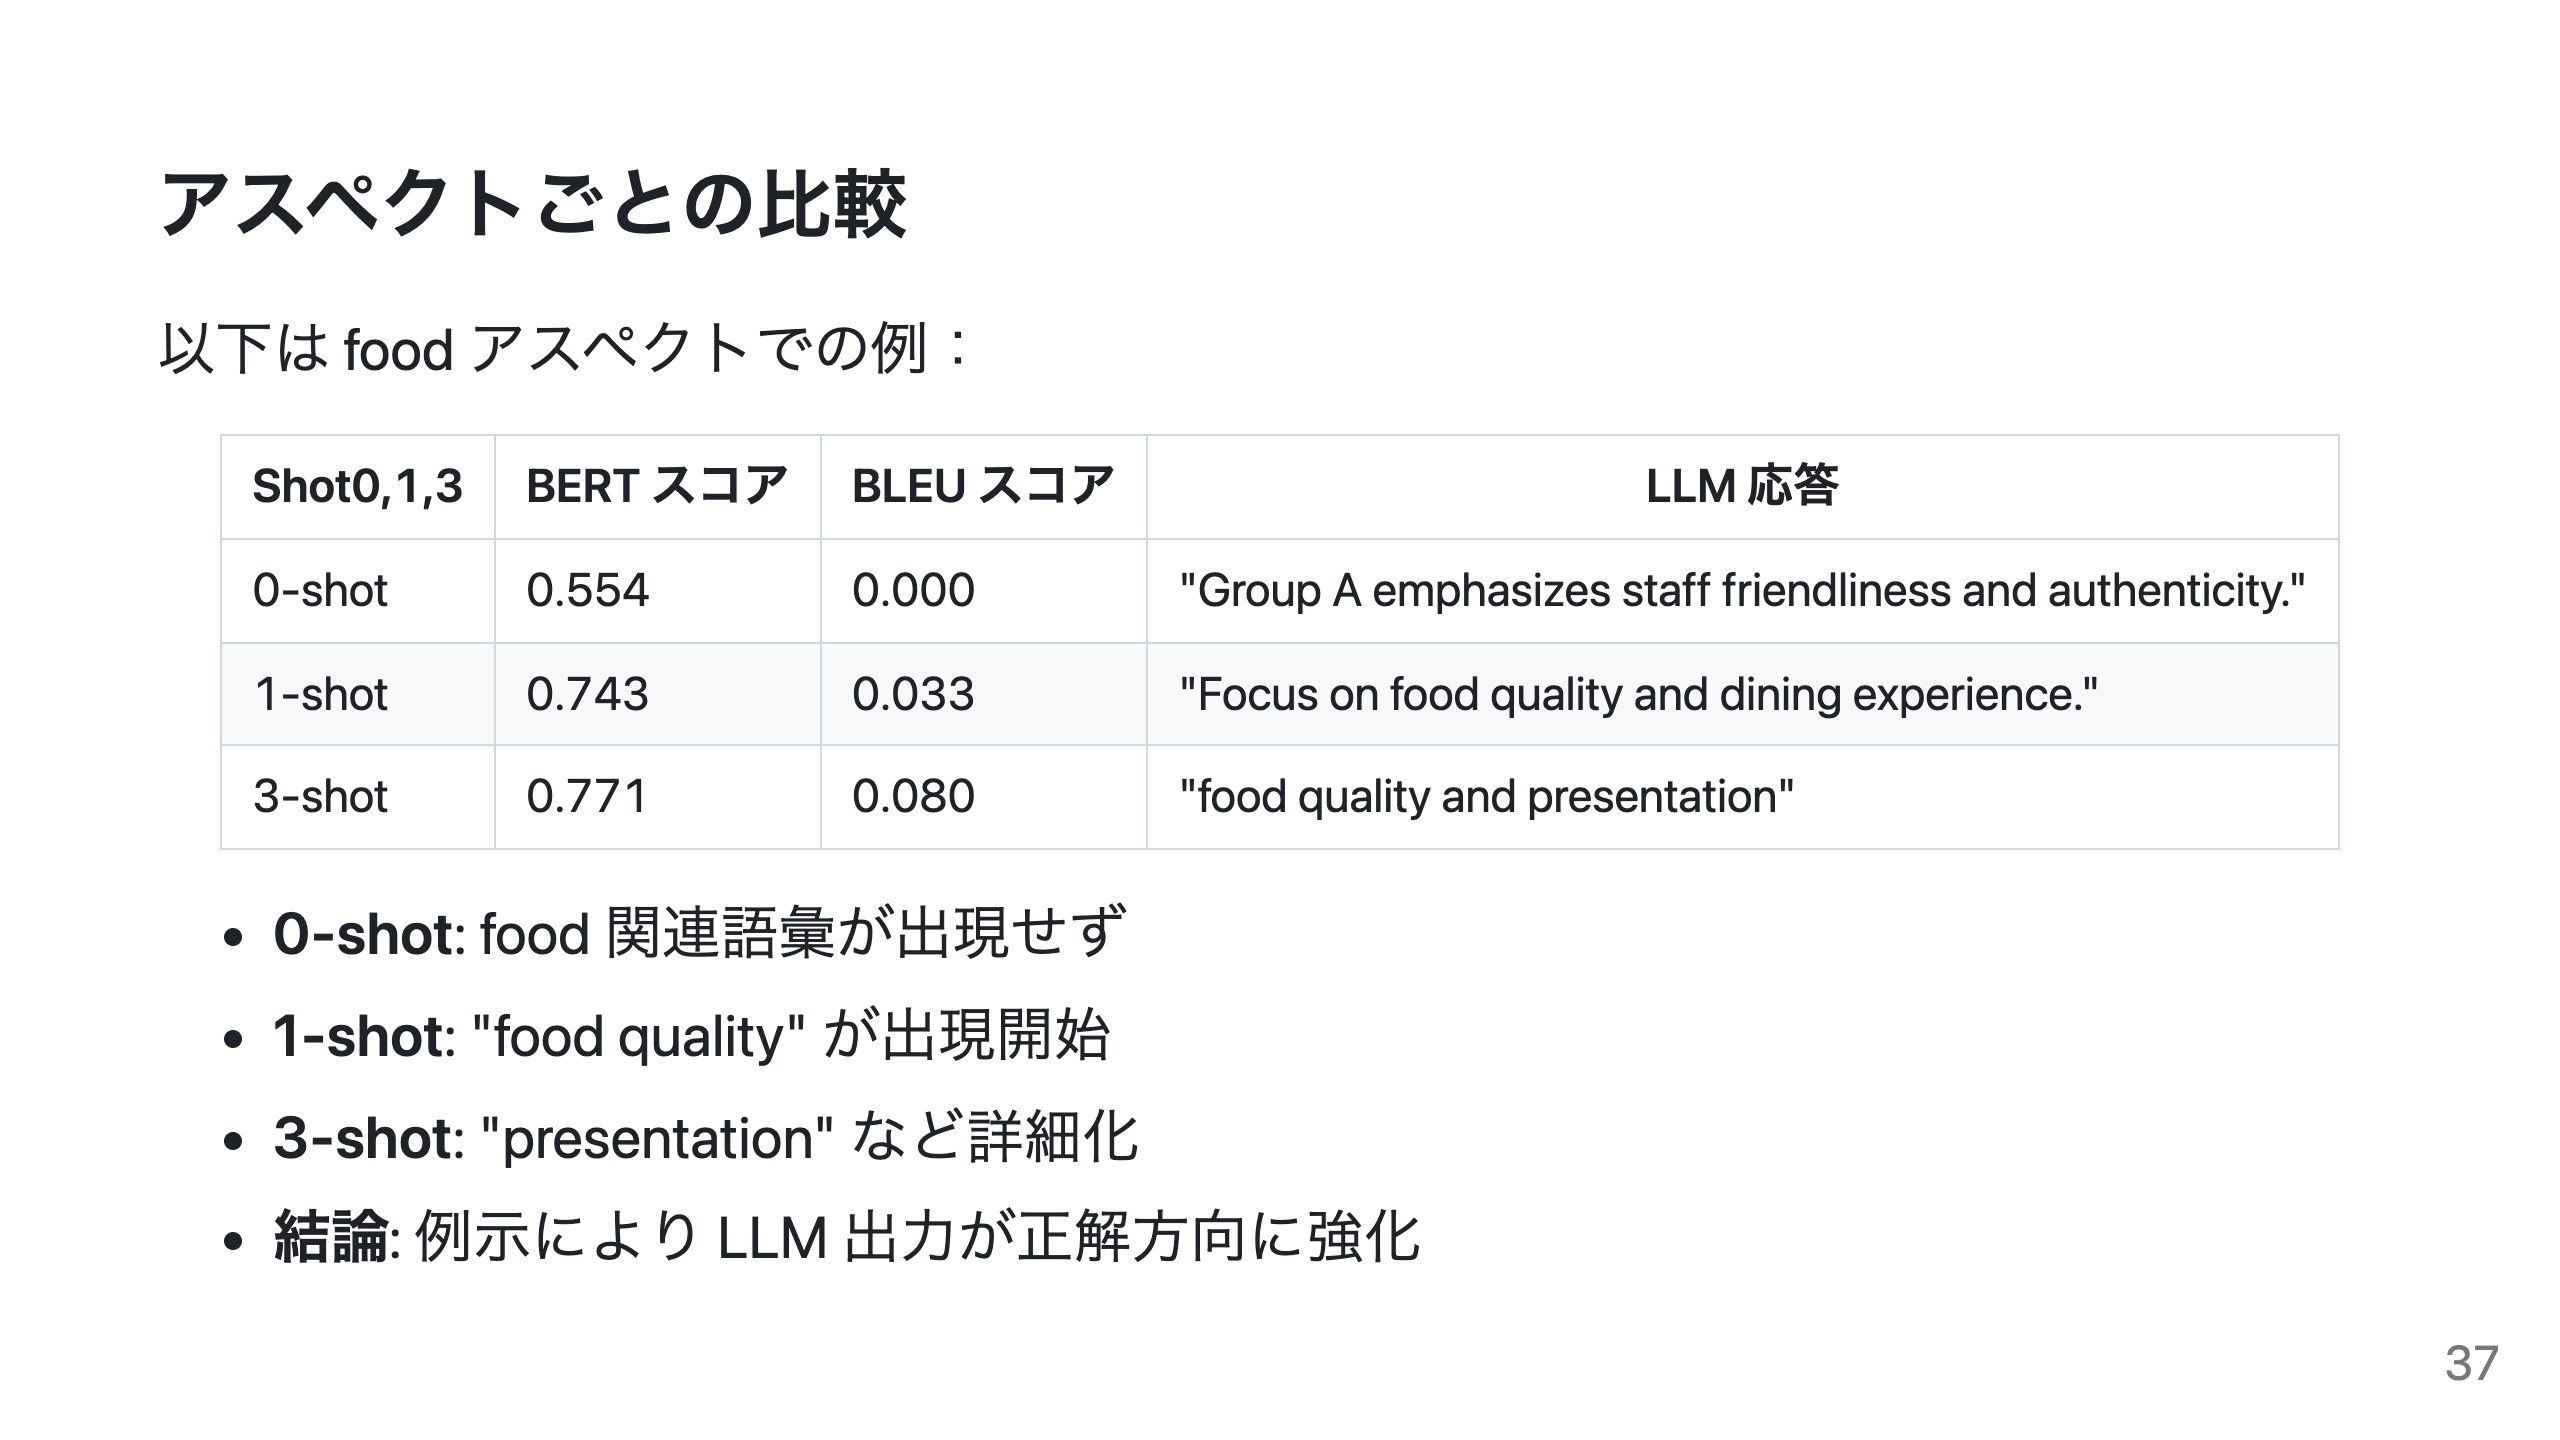 アスペクトごとの比較
以下は food アスペクトでの例：
Shot0,1,3 BERT スコア BLEU スコア LLM 応答
0-shot 0.554 0.000 "Group A emphasizes staff friendliness and authenticity."
1-shot 0.743 0.033 "Focus on food quality and dining experience."
3-shot 0.771 0.080 "food quality and presentation"
• 0-shot: food 関連語彙が出現せず
• 1-shot: "food quality" が出現開始
• 3-shot: "presentation" など詳細化
• 結論: 例示により LLM 出力が正解方向に強化
37